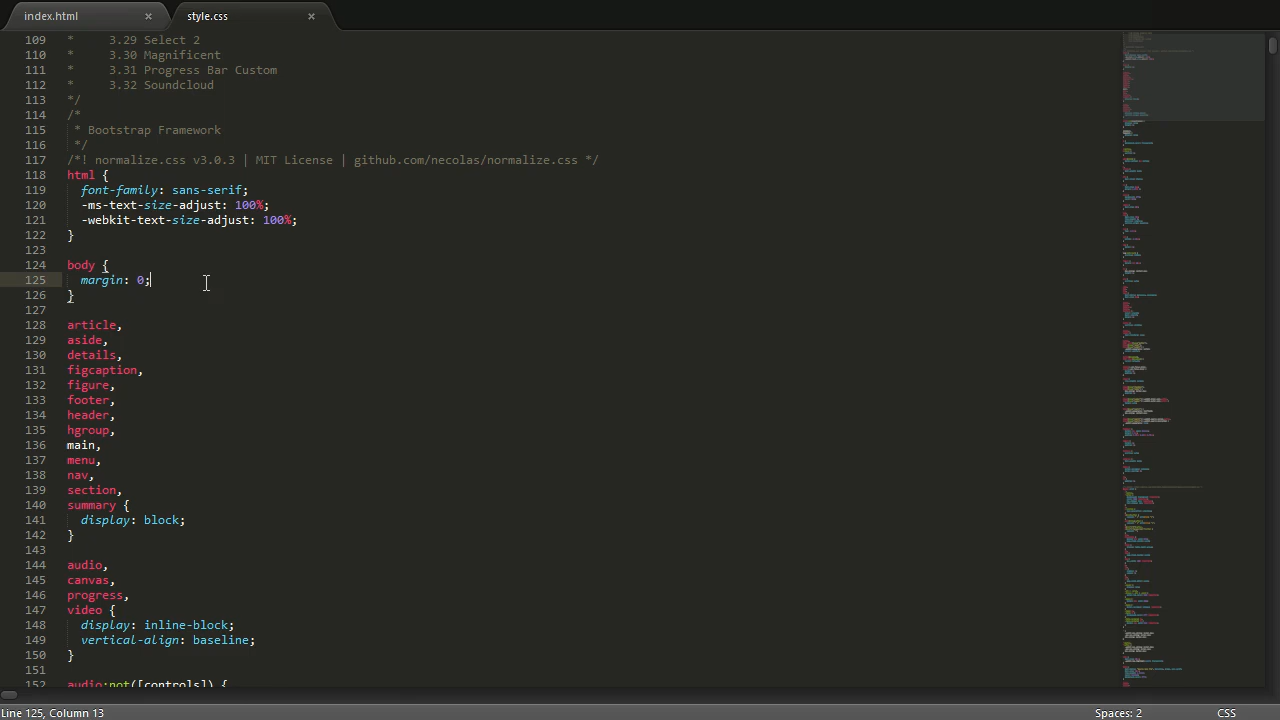 index.html × style.css ×
109 *     3.29 Select 2
110 *     3.30 Magnificent
111 *     3.31 Progress Bar Custom
112 *     3.32 Soundcloud
113 */
114 /*
115  * Bootstrap Framework
116  */
117 /*! normalize.css v3.0.3 | MIT License | github.com/necolas/normalize.css */
118 html {
119   font-family: sans-serif;
120   -ms-text-size-adjust: 100%;
121   -webkit-text-size-adjust: 100%;
122 }
123
124 body {
125   margin: 0;
126 }
127
128 article,
129 aside,
130 details,
131 figcaption,
132 figure,
133 footer,
134 header,
135 hgroup,
136 main,
137 menu,
138 nav,
139 section,
140 summary {
141   display: block;
142 }
143
144 audio,
145 canvas,
146 progress,
147 video {
148   display: inline-block;
149   vertical-align: baseline;
150 }
151
152 audio:not([controls]) {
Line 125, Column 13 Spaces: 2 CSS